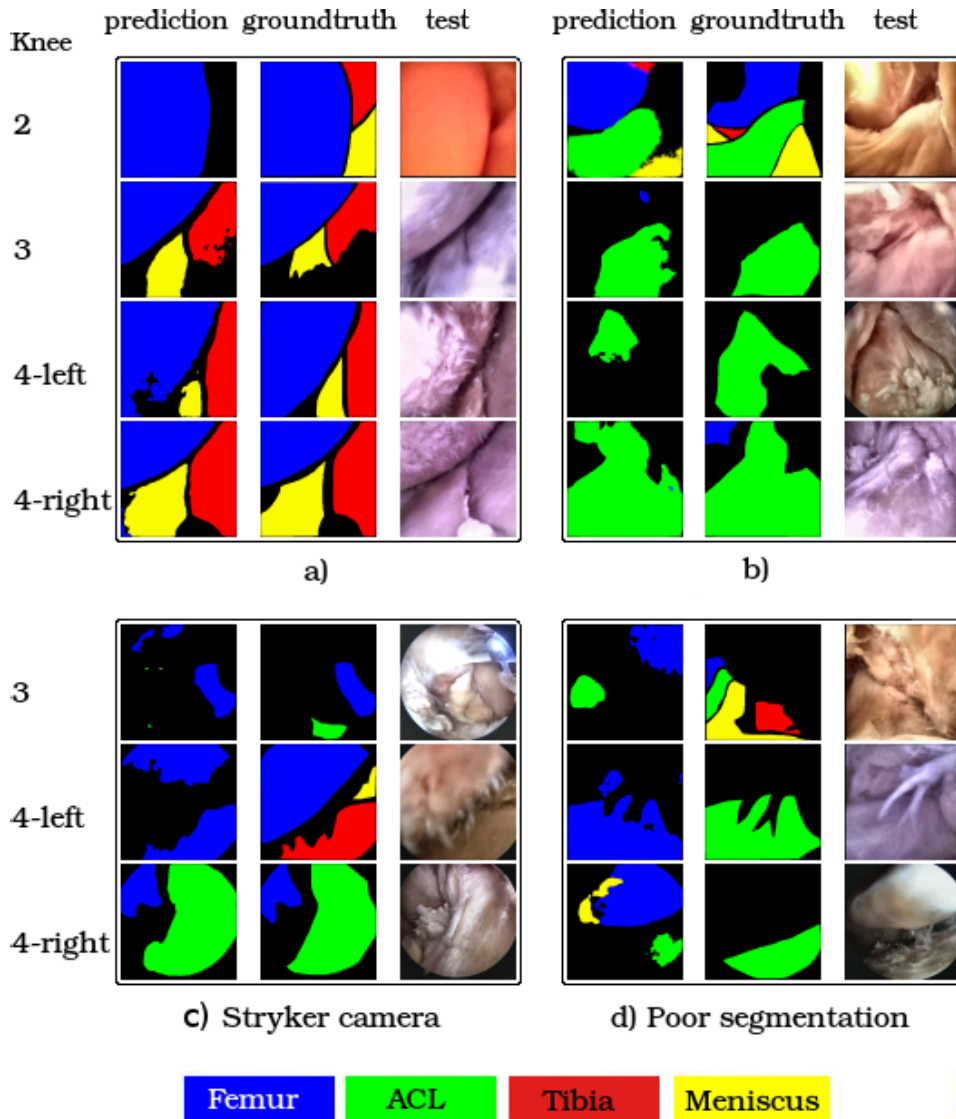 prediction groundtruth test prediction groundtruth test
Knee
2
3
4-left
4-right
a) b)
3
4-left
4-right
c) Stryker camera d) Poor segmentation
Femur ACL Tibia Meniscus